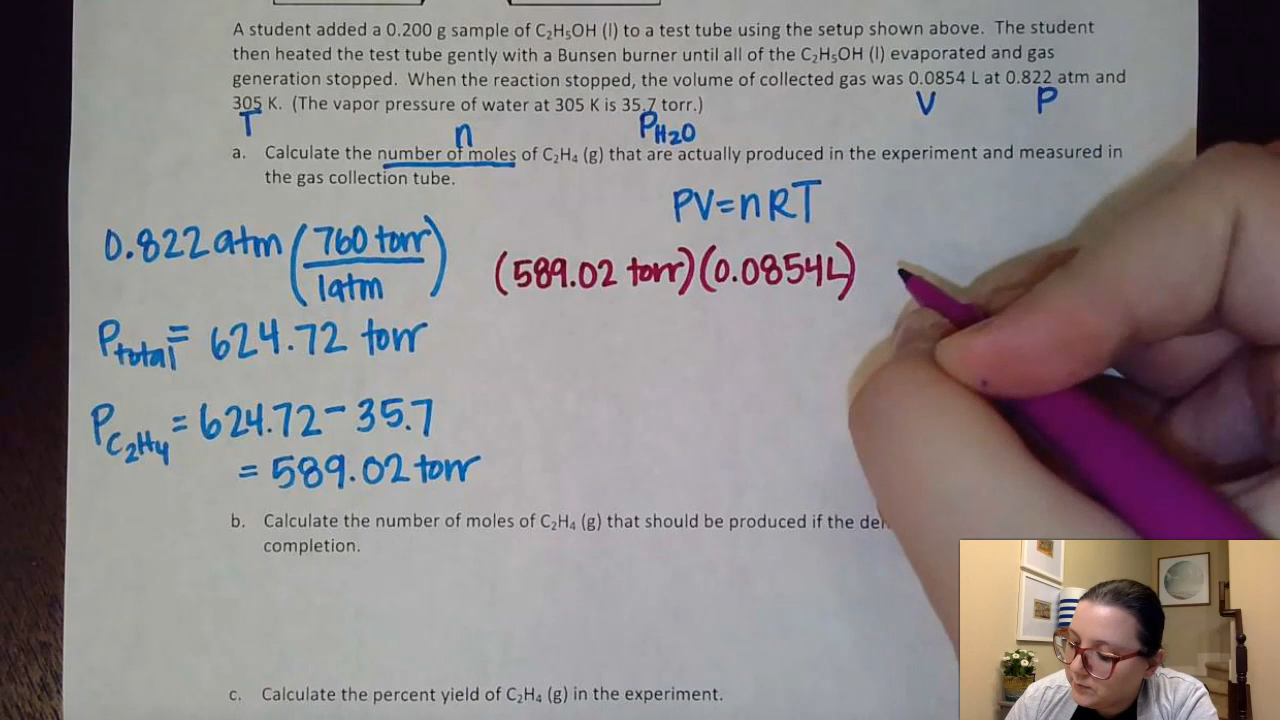 A student added a 0.200 g sample of C₂H₅OH (l) to a test tube using the setup shown above. The student
then heated the test tube gently with a Bunsen burner until all of the C₂H₅OH (l) evaporated and gas
generation stopped. When the reaction stopped, the volume of collected gas was 0.0854 L at 0.822 atm and
305 K. (The vapor pressure of water at 305 K is 35.7 torr.)
V P
T n P H₂O
a. Calculate the number of moles of C₂H₄ (g) that are actually produced in the experiment and measured in
the gas collection tube.
PV=nRT
0.822 atm (760 torr / 1 atm)
(589.02 torr)(0.0854L)
P total = 624.72 torr
P C₂H₄ = 624.72 - 35.7
= 589.02 torr
b. Calculate the number of moles of C₂H₄ (g) that should be produced if the
completion.
c. Calculate the percent yield of C₂H₄ (g) in the experiment.